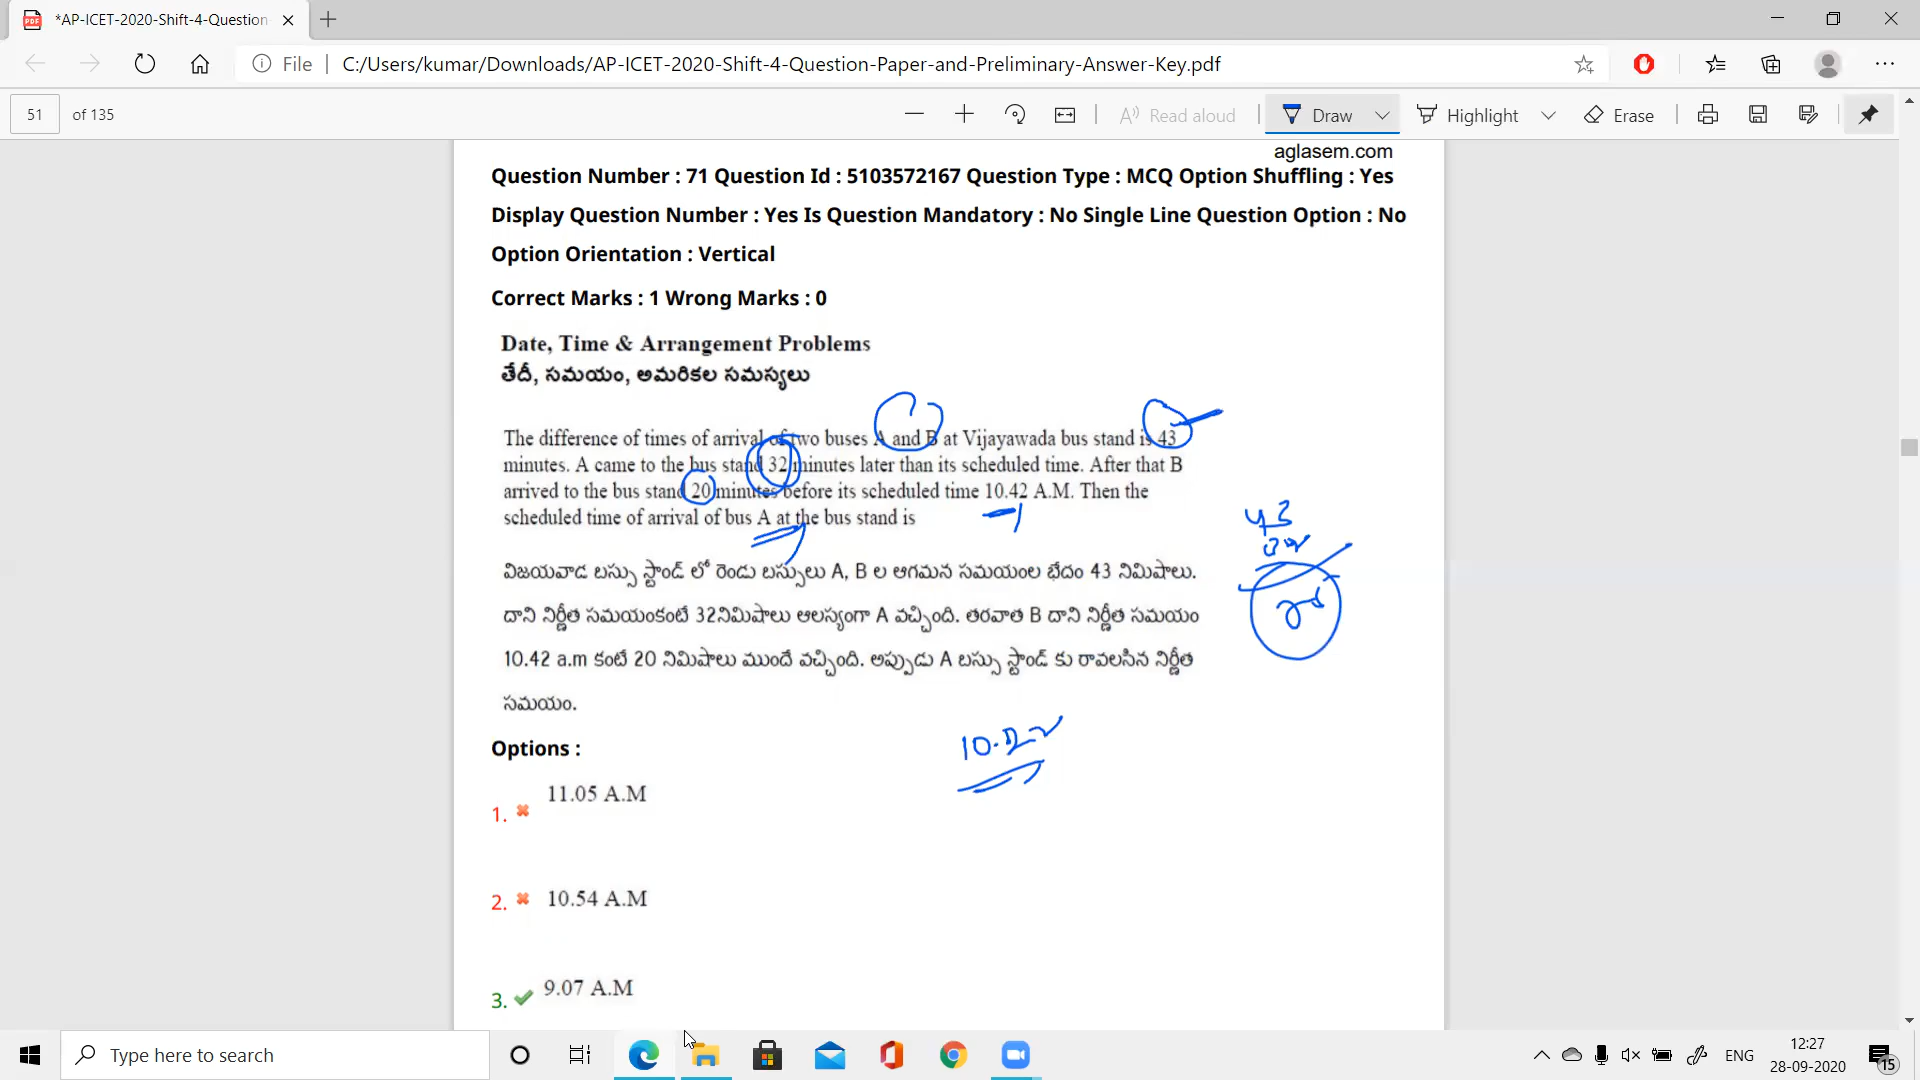 *AP-ICET-2020-Shift-4-Question
File
C:/Users/kumar/Downloads/AP-ICET-2020-Shift-4-Question-Paper-and-Preliminary-Answer-Key.pdf
51 of 135
Read aloud
Draw
Highlight
Erase
aglasem.com
Question Number : 71 Question Id : 5103572167 Question Type : MCQ Option Shuffling : Yes
Display Question Number : Yes Is Question Mandatory : No Single Line Question Option : No
Option Orientation : Vertical
Correct Marks : 1 Wrong Marks : 0
Date, Time & Arrangement Problems
తేదీ, సమయం, అమరికల సమస్యలు
The difference of times of arrival of two buses A and B at Vijayawada bus stand is 43
minutes. A came to the bus stand 32 minutes later than its scheduled time. After that B
arrived to the bus stand 20 minutes before its scheduled time 10.42 A.M. Then the
scheduled time of arrival of bus A at the bus stand is
43
విజయవాడ బస్సు స్టాండ్ లో రెండు బస్సులు A, B ల ఆగమన సమయంల భేదం 43 నిమిషాలు.
దాని నిర్ణీత సమయంకంటే 32నిమిషాలు ఆలస్యంగా A వచ్చింది. తరవాత B దాని నిర్ణీత సమయం
10.42 a.m కంటే 20 నిమిషాలు ముందే వచ్చింది. అప్పుడు A బస్సు స్టాండ్ కు రావలసిన నిర్ణీత
సమయం.
10.22
Options :
11.05 A.M
1.
2. 10.54 A.M
3. 9.07 A.M
Type here to search
ENG
12:27
28-09-2020
15